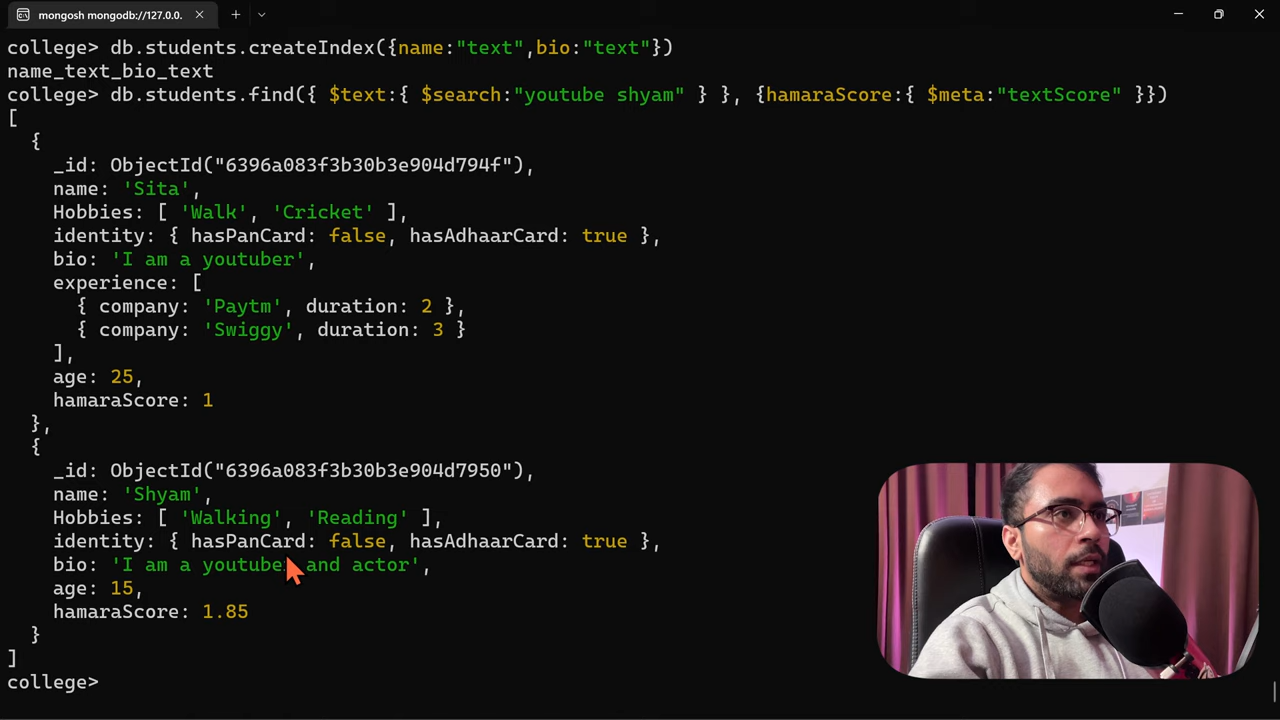 mongosh mongodb://127.0.0.
college> db.students.createIndex({name:"text",bio:"text"})
name_text_bio_text
college> db.students.find({ $text:{ $search:"youtube shyam" } }, {hamaraScore:{ $meta:"textScore" }})
[
{
_id: ObjectId("6396a083f3b30b3e904d794f"),
name: 'Sita',
Hobbies: [ 'Walk', 'Cricket' ],
identity: { hasPanCard: false, hasAdhaarCard: true },
bio: 'I am a youtuber',
experience: [
{ company: 'Paytm', duration: 2 },
{ company: 'Swiggy', duration: 3 }
],
age: 25,
hamaraScore: 1
},
{
_id: ObjectId("6396a083f3b30b3e904d7950"),
name: 'Shyam',
Hobbies: [ 'Walking', 'Reading' ],
identity: { hasPanCard: false, hasAdhaarCard: true },
bio: 'I am a youtuber and actor',
age: 15,
hamaraScore: 1.85
}
]
college>